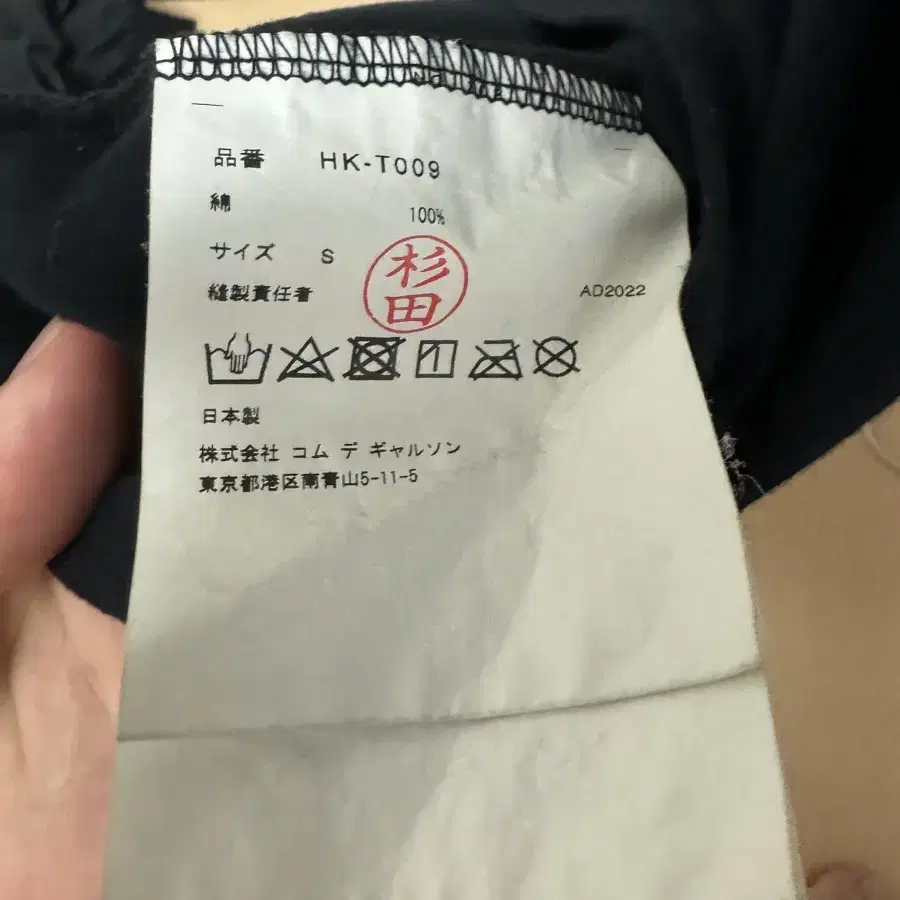 品番 HK-T009
綿 100%
サイズ S
杉田
縫製責任者 AD2022
日本製
株式会社 コム デ ギャルソン
東京都港区南青山5-11-5